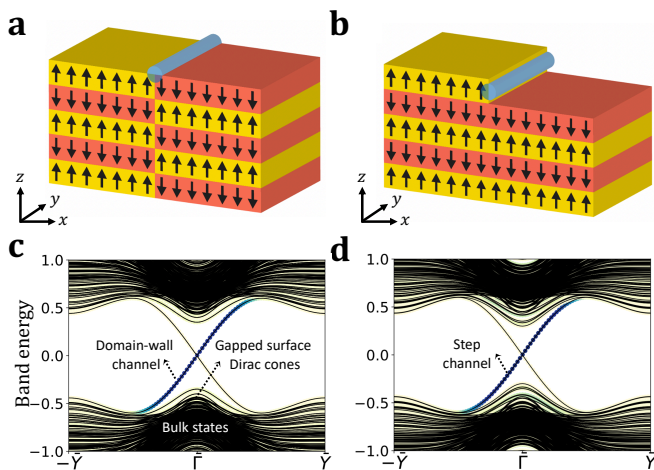 a
b
z
y
x
z
y
x
c
d
Band energy
1.0
0.5
0.0
−0.5
−1.0
Domain-wall
channel
Gapped surface
Dirac cones
Bulk states
−Ȳ
Γ̄
Ȳ
1.0
0.5
0.0
−0.5
−1.0
Step
channel
−Ȳ
Γ̄
Ȳ